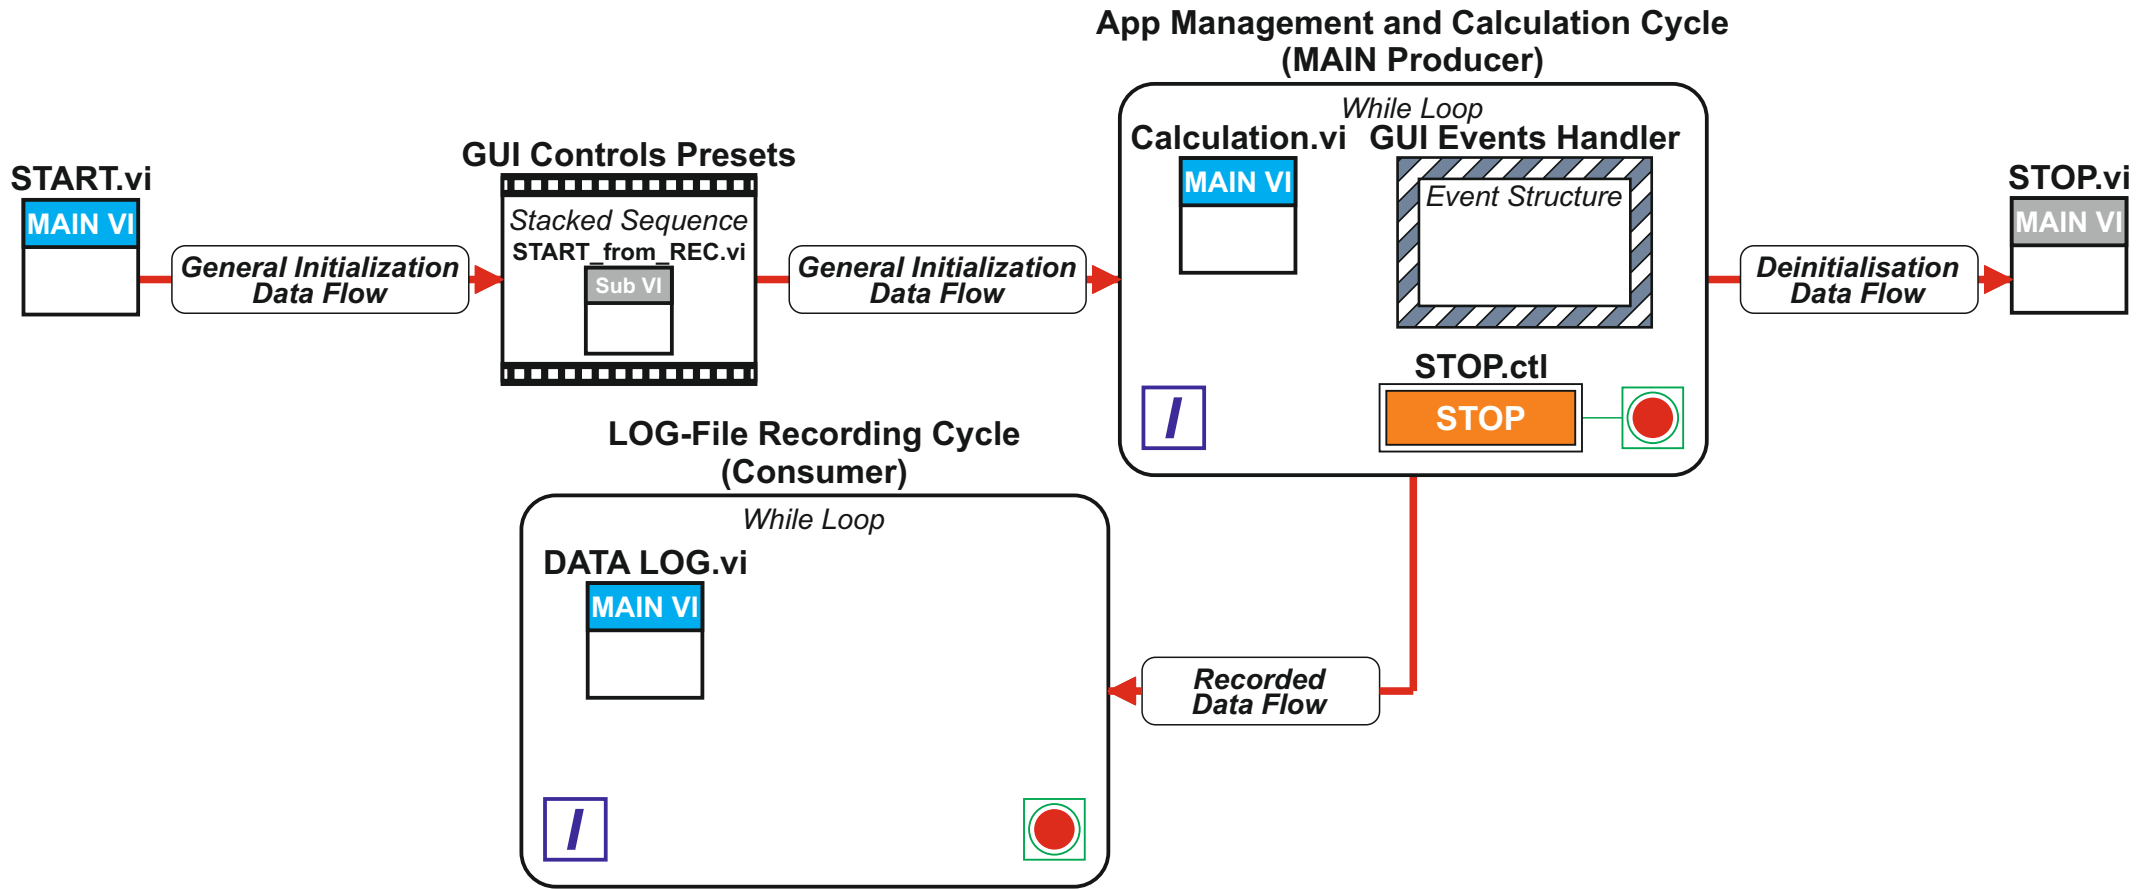 App Management and Calculation Cycle
(MAIN Producer)
While Loop
Calculation.vi
GUI Events Handler
MAIN VI
Event Structure
STOP.ctl
STOP
I
START.vi
MAIN VI
General Initialization
Data Flow
GUI Controls Presets
Stacked Sequence
START_from_REC.vi
Sub VI
General Initialization
Data Flow
Deinitialisation
Data Flow
STOP.vi
MAIN VI
LOG-File Recording Cycle
(Consumer)
While Loop
DATA LOG.vi
MAIN VI
I
Recorded
Data Flow